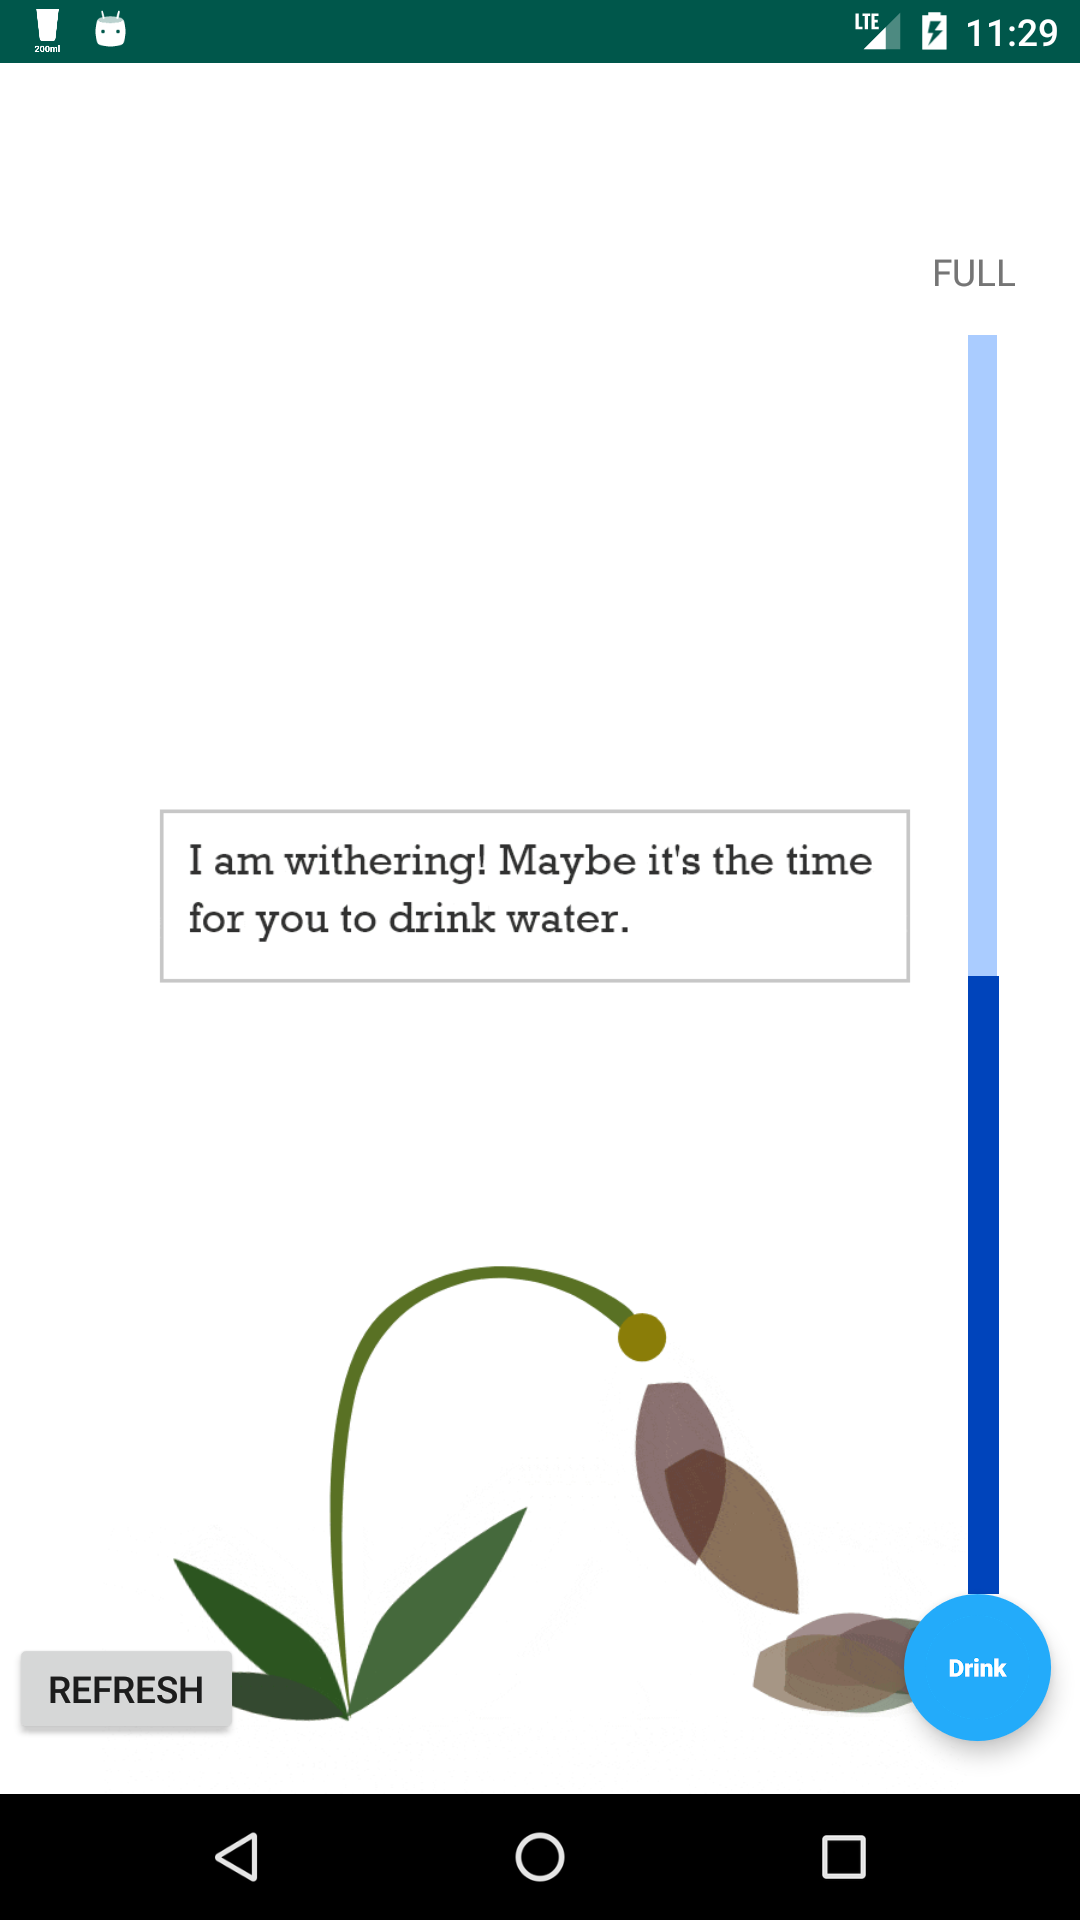 200ml
LTE
11:29
FULL
I am withering! Maybe it's the time
for you to drink water.
REFRESH
Drink